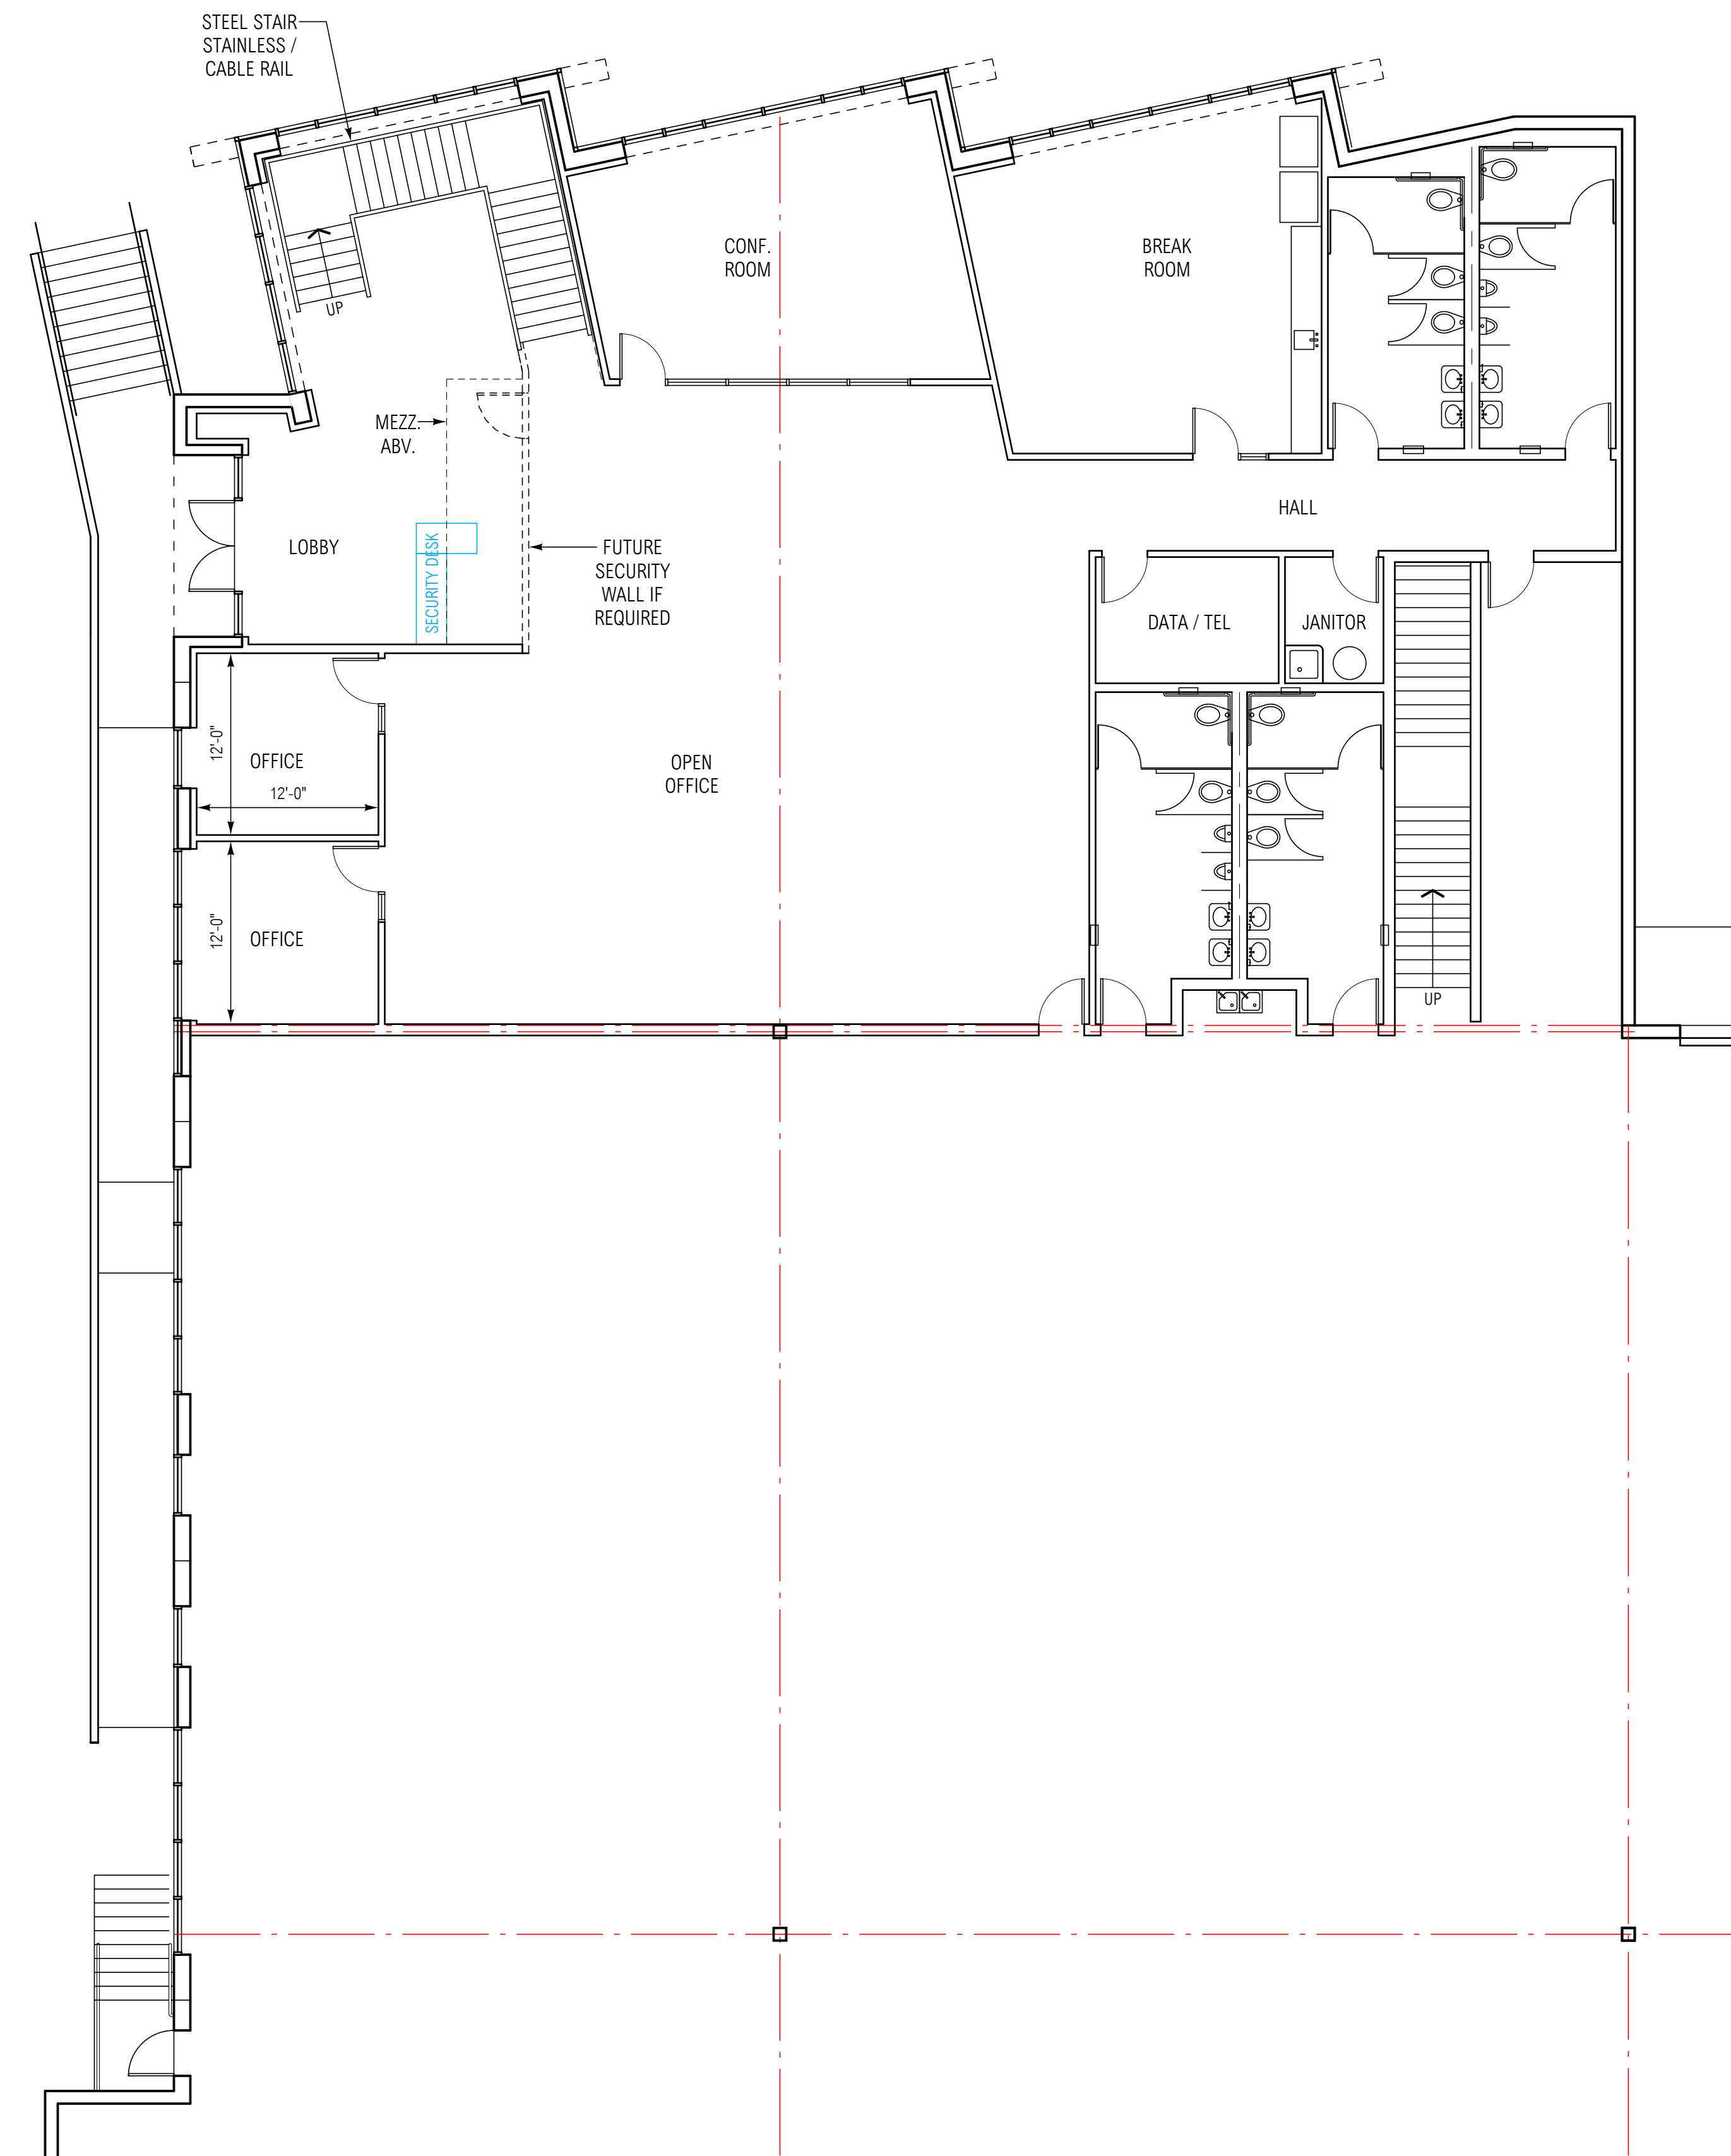 STEEL STAIR
STAINLESS /
CABLE RAIL
CONF.
ROOM
BREAK
ROOM
UP
MEZZ.
ABV.
HALL
LOBBY
SECURITY DESK
FUTURE
SECURITY
WALL IF
REQUIRED
DATA / TEL
JANITOR
12'-0"
OFFICE
12'-0"
OPEN
OFFICE
12'-0"
OFFICE
UP